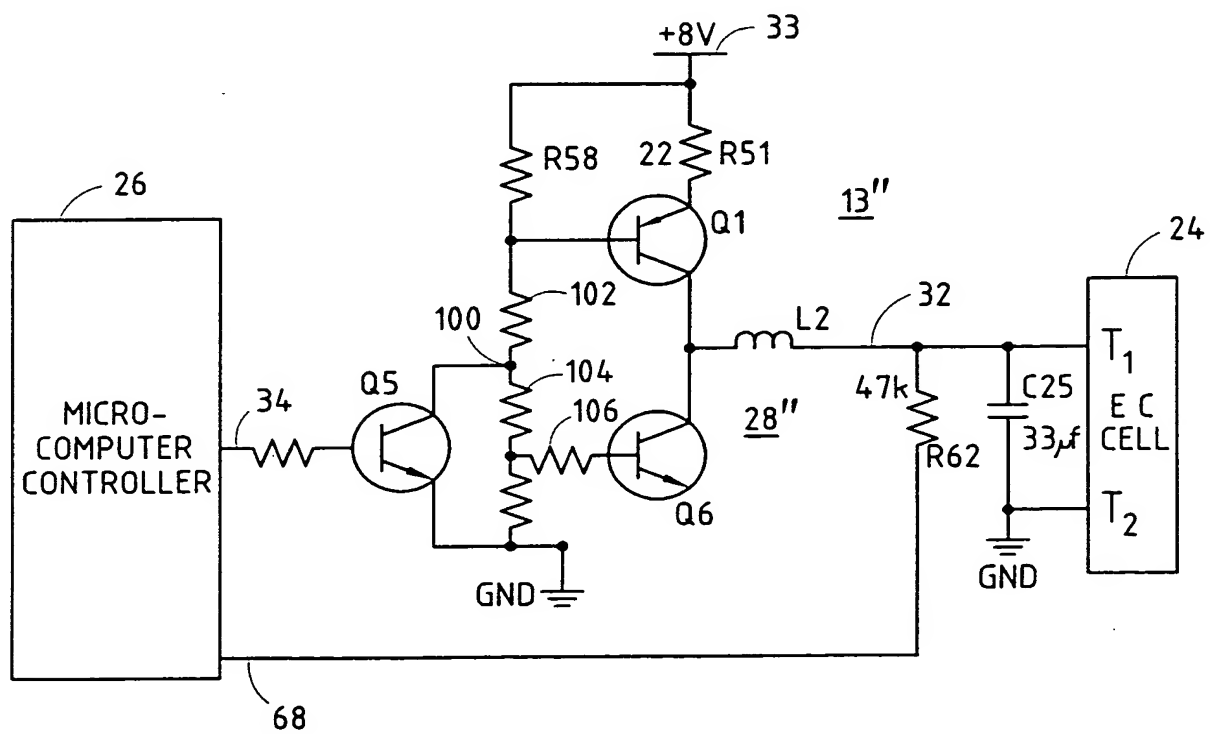 +8V
33
R58
22
R51
26
13"
Q1
24
102
32
100
L2
T1
Q5
104
47k
C25
34
106
28"
E C
CELL
MICRO-
COMPUTER
CONTROLLER
33µf
R62
Q6
T2
GND
GND
68